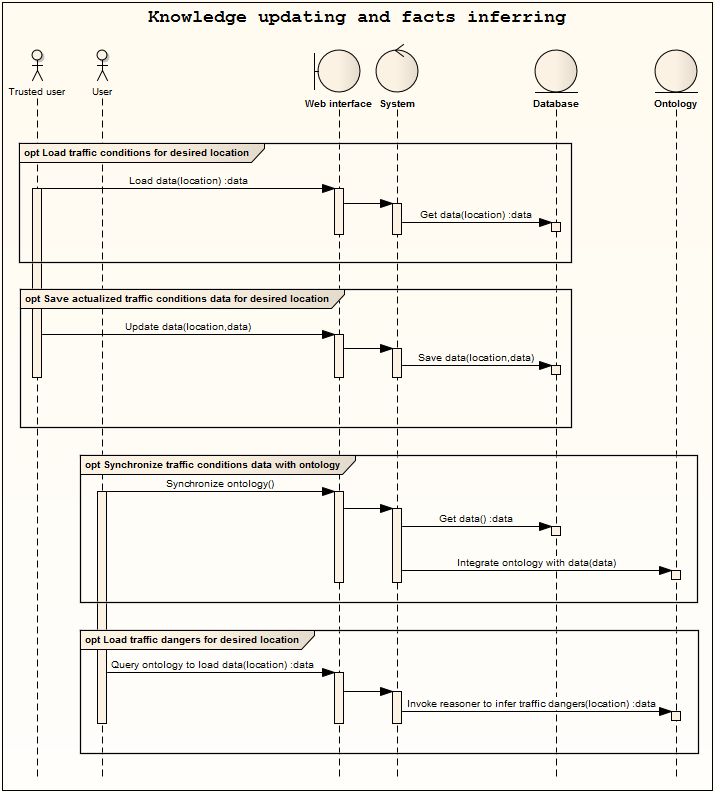 Knowledge updating and facts inferring
Trusted user
User
Web interface
System
Database
Ontology
opt Load traffic conditions for desired location
Load data(location) :data
Get data(location) :data
opt Save actualized traffic conditions data for desired location
Update data(location,data)
Save data(location,data)
opt Synchronize traffic conditions data with ontology
Synchronize ontology()
Get data() :data
Integrate ontology with data(data)
opt Load traffic dangers for desired location
Query ontology to load data(location) :data
Invoke reasoner to infer traffic dangers(location) :data